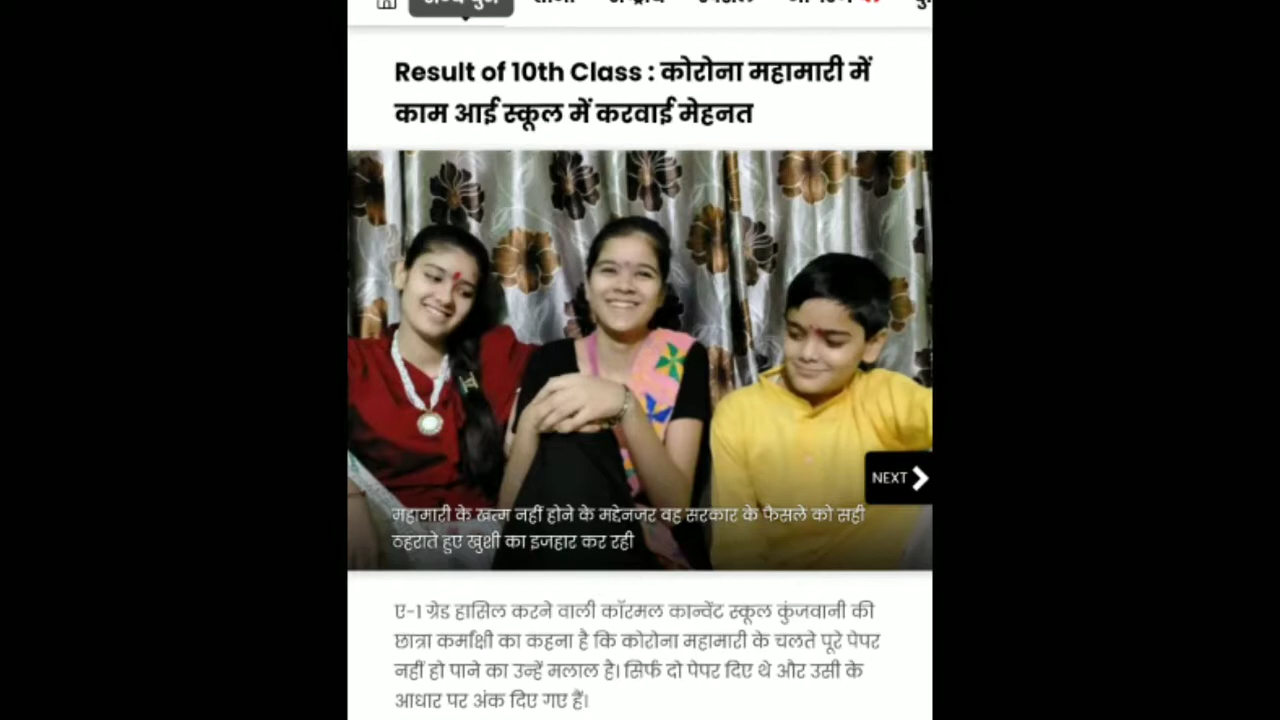 Result of 10th Class : कोरोना महामारी में
काम आई स्कूल में करवाई मेहनत
NEXT
महामारी के खत्म नहीं होने के मद्देनजर वह सरकार के फैसले को सही
ठहराते हुए खुशी का इजहार कर रही
ए-1 ग्रेड हासिल करने वाली कॉरमल कान्वेंट स्कूल कुंजवानी की
छात्रा कर्मांक्षी का कहना है कि कोरोना महामारी के चलते पूरे पेपर
नहीं हो पाने का उन्हें मलाल है। सिर्फ दो पेपर दिए थे और उसी के
आधार पर अंक दिए गए हैं।